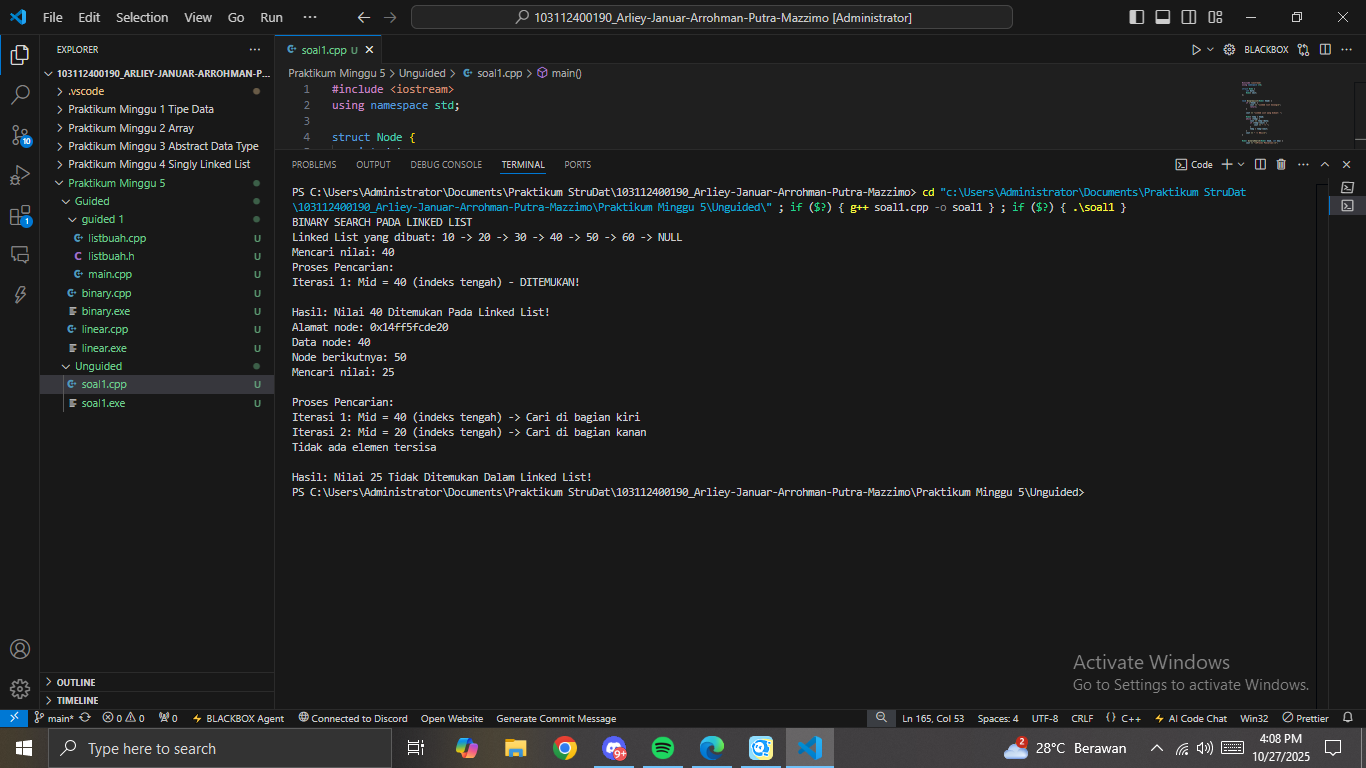 File Edit Selection View Go Run ··· 103112400190_Arliey-Januar-Arrohman-Putra-Mazzimo [Administrator]
EXPLORER ···
103112400190_ARLIEY-JANUAR-ARROHMAN-P...
.vscode
Praktikum Minggu 1 Tipe Data
Praktikum Minggu 2 Array
Praktikum Minggu 3 Abstract Data Type
Praktikum Minggu 4 Singly Linked List
Praktikum Minggu 5
Guided
guided 1
listbuah.cpp U
listbuah.h U
main.cpp U
binary.cpp U
binary.exe U
linear.cpp U
linear.exe U
Unguided
soal1.cpp U
soal1.exe U
OUTLINE
TIMELINE
10
1
soal1.cpp U
BLACKBOX
Praktikum Minggu 5 > Unguided > soal1.cpp > main()
1 #include <iostream>
2 using namespace std;
3
4 struct Node {
PROBLEMS OUTPUT DEBUG CONSOLE TERMINAL PORTS Code
PS C:\Users\Administrator\Documents\Praktikum StruDat\103112400190_Arliey-Januar-Arrohman-Putra-Mazzimo> cd "c:\Users\Administrator\Documents\Praktikum StruDat
\103112400190_Arliey-Januar-Arrohman-Putra-Mazzimo\Praktikum Minggu 5\Unguided\" ; if ($?) { g++ soal1.cpp -o soal1 } ; if ($?) { .\soal1 }
BINARY SEARCH PADA LINKED LIST
Linked List yang dibuat: 10 -> 20 -> 30 -> 40 -> 50 -> 60 -> NULL
Mencari nilai: 40
Proses Pencarian:
Iterasi 1: Mid = 40 (indeks tengah) - DITEMUKAN!
Hasil: Nilai 40 Ditemukan Pada Linked List!
Alamat node: 0x14ff5fcde20
Data node: 40
Node berikutnya: 50
Mencari nilai: 25
Proses Pencarian:
Iterasi 1: Mid = 40 (indeks tengah) -> Cari di bagian kiri
Iterasi 2: Mid = 20 (indeks tengah) -> Cari di bagian kanan
Tidak ada elemen tersisa
Hasil: Nilai 25 Tidak Ditemukan Dalam Linked List!
PS C:\Users\Administrator\Documents\Praktikum StruDat\103112400190_Arliey-Januar-Arrohman-Putra-Mazzimo\Praktikum Minggu 5\Unguided>
Activate Windows
Go to Settings to activate Windows.
main* 0 0 0 BLACKBOX Agent Connected to Discord Open Website Generate Commit Message Ln 165, Col 53 Spaces: 4 UTF-8 CRLF {} C++ AI Code Chat Win32 Prettier
Type here to search 9+ 2 28°C Berawan 4:08 PM
10/27/2025